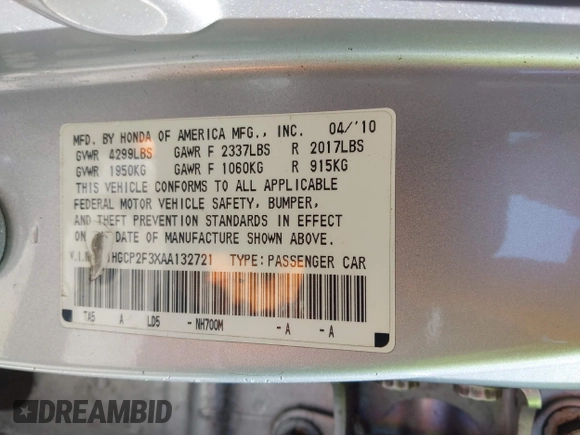 MFD. BY HONDA OF AMERICA MFG., INC. 04/'10
GVWR 4299LBS GAWR F 2337LBS R 2017LBS
GVWR 1950KG GAWR F 1060KG R 915KG
THIS VEHICLE CONFORMS TO ALL APPLICABLE
FEDERAL MOTOR VEHICLE SAFETY, BUMPER,
AND THEFT PREVENTION STANDARDS IN EFFECT
ON DATE OF MANUFACTURE SHOWN ABOVE.
V.I.N. 1HGCP2F3XAA132721 TYPE: PASSENGER CAR
TA5 A LD5 - NH700M - A - A
DREAMBID